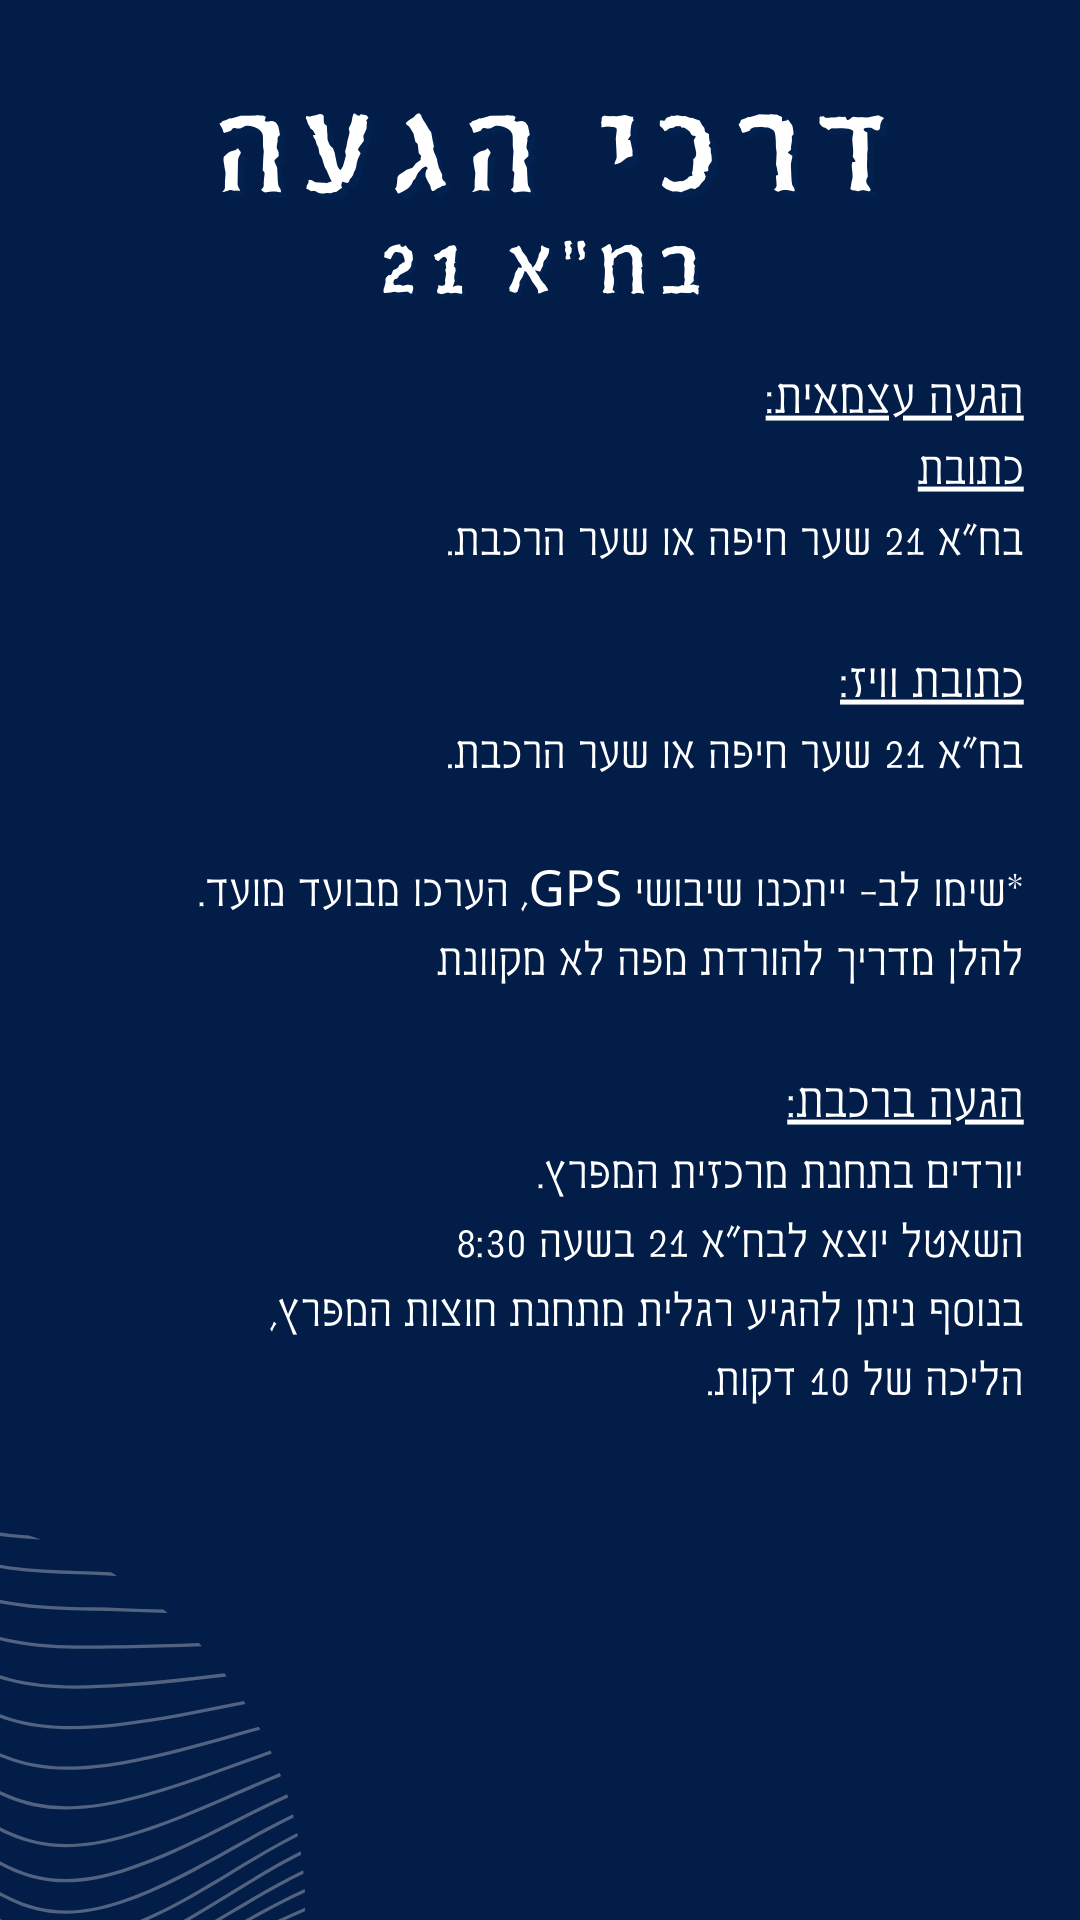 דרכי הגעה
בח"א 21
הגעה עצמאית:
כתובת
בח"א 21 שער חיפה או שער הרכבת.
כתובת וויז:
בח"א 21 שער חיפה או שער הרכבת.
*שימו לב- ייתכנו שיבושי GPS, הערכו מבועד מועד.
להלן מדריך להורדת מפה לא מקוונת
הגעה ברכבת:
יורדים בתחנת מרכזית המפרץ.
השאטל יוצא לבח"א 21 בשעה 8:30
בנוסף ניתן להגיע רגלית מתחנת חוצות המפרץ,
הליכה של 10 דקות.